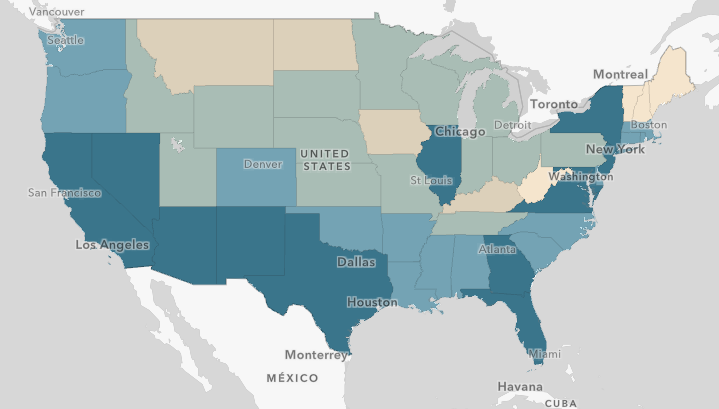 Vancouver
Seattle
Montreal
Toronto
Boston
Detroit
Chicago
New York
UNITED
STATES
Denver
St Louis
Washington
San Francisco
Los Angeles
Atlanta
Dallas
Houston
Monterrey
Miami
MÉXICO
Havana
CUBA